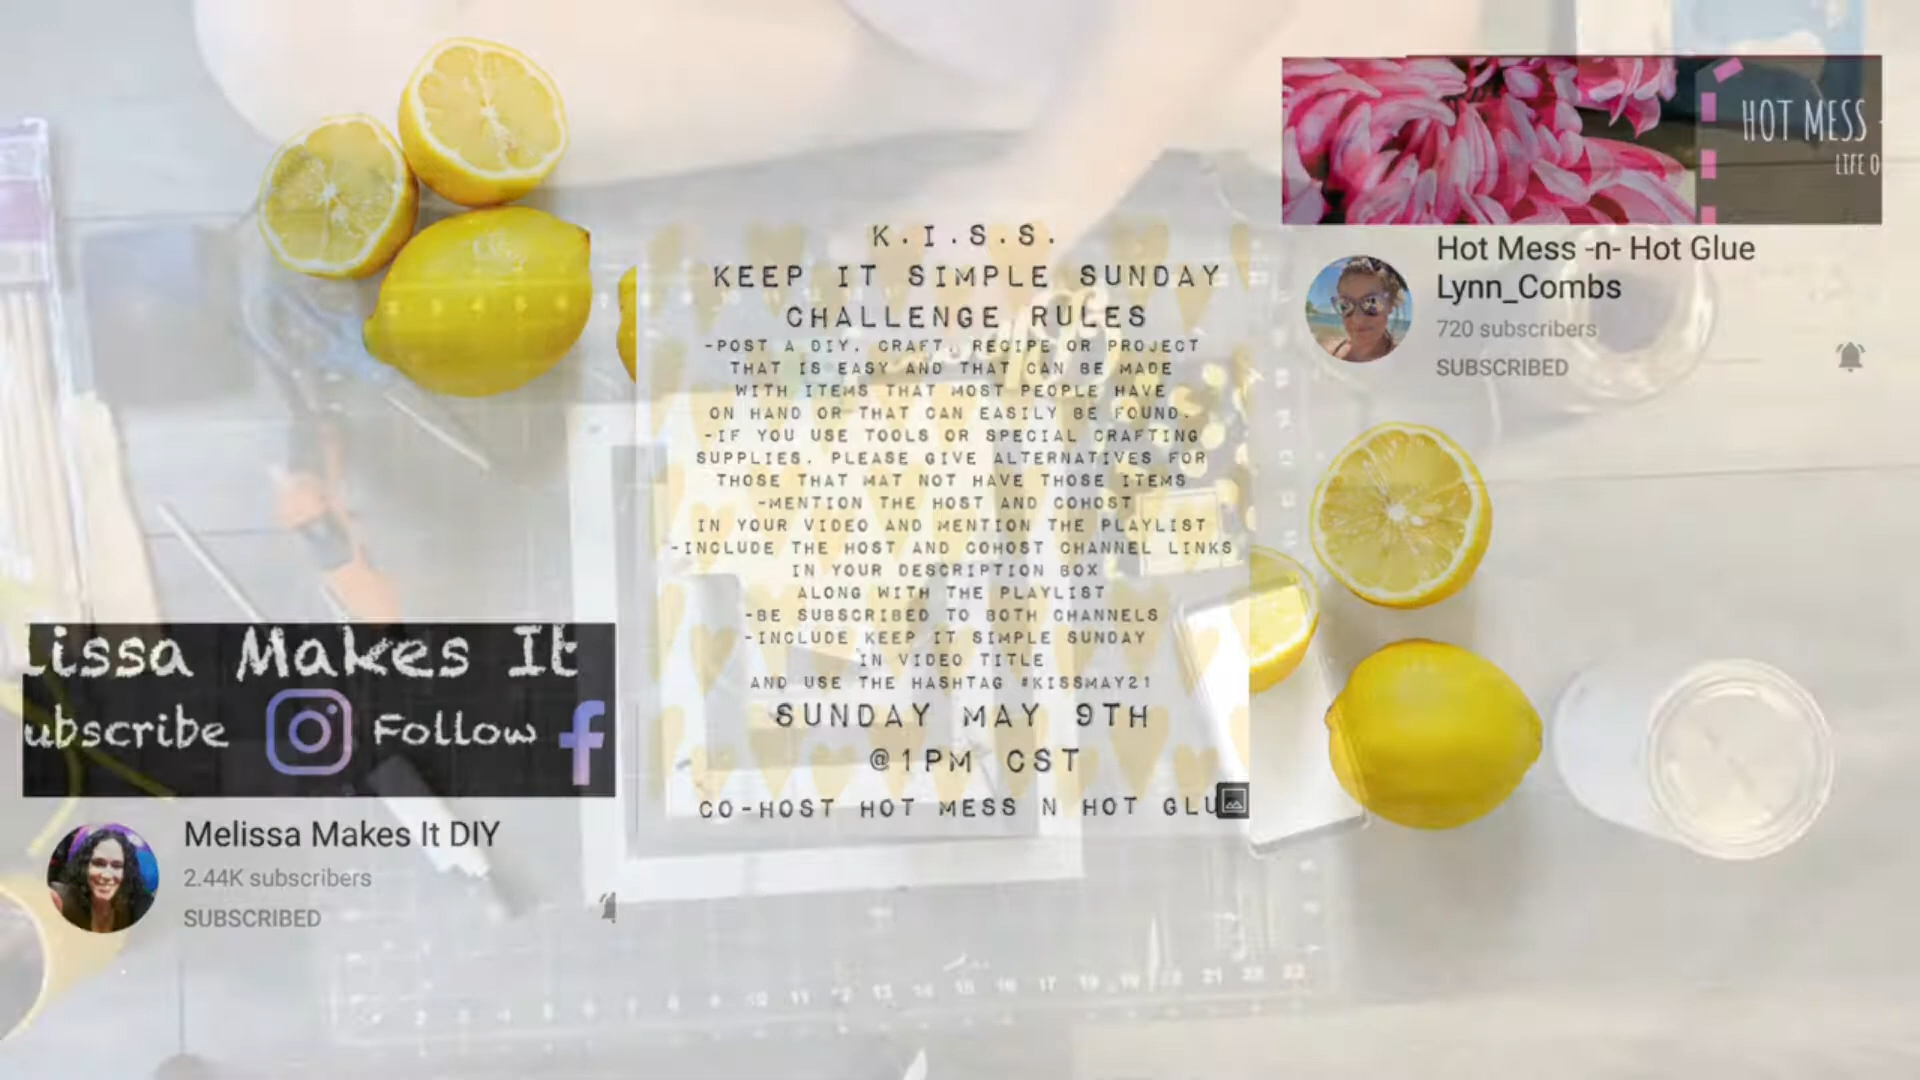 K.I.S.S.
KEEP IT SIMPLE SUNDAY
CHALLENGE RULES
-POST A DIY, CRAFT, RECIPE OR PROJECT
THAT IS EASY AND THAT CAN BE MADE
WITH ITEMS THAT MOST PEOPLE HAVE
ON HAND OR THAT CAN EASILY BE FOUND.
-IF YOU USE TOOLS OR SPECIAL CRAFTING
SUPPLIES, PLEASE GIVE ALTERNATIVES FOR
THOSE THAT MAT NOT HAVE THOSE ITEMS
-MENTION THE HOST AND COHOST
IN YOUR VIDEO AND MENTION THE PLAYLIST
-INCLUDE THE HOST AND COHOST CHANNEL LINKS
IN YOUR DESCRIPTION BOX
ALONG WITH THE PLAYLIST
-BE SUBSCRIBED TO BOTH CHANNELS
-INCLUDE KEEP IT SIMPLE SUNDAY
IN VIDEO TITLE
AND USE THE HASHTAG #KISSMAY21
SUNDAY MAY 9TH
@1PM CST
CO-HOST HOT MESS N HOT GLU
HOT MESS -
LIFE O
Hot Mess -n- Hot Glue
Lynn_Combs
720 subscribers
SUBSCRIBED
lissa Makes It
ubscribe Follow
Melissa Makes It DIY
2.44K subscribers
SUBSCRIBED